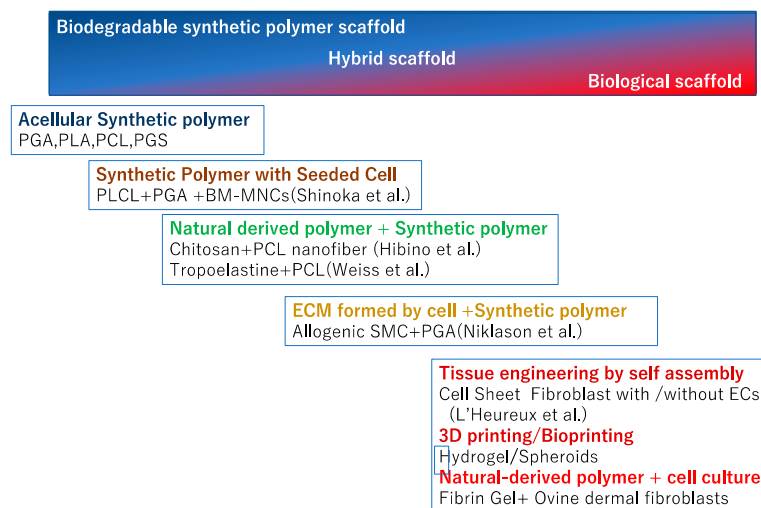 Biodegradable synthetic polymer scaffold
Hybrid scaffold
Biological scaffold
Acellular Synthetic polymer
PGA,PLA,PCL,PGS
Synthetic Polymer with Seeded Cell
PLCL+PGA +BM-MNCs(Shinoka et al.)
Natural derived polymer + Synthetic polymer
Chitosan+PCL nanofiber (Hibino et al.)
Tropoelastine+PCL(Weiss et al.)
ECM formed by cell +Synthetic polymer
Allogenic SMC+PGA(Niklason et al.)
Tissue engineering by self assembly
Cell Sheet  Fibroblast with /without ECs
(L'Heureux et al.)
3D printing/Bioprinting
Hydrogel/Spheroids
Natural-derived polymer + cell culture
Fibrin Gel+ Ovine dermal fibroblasts